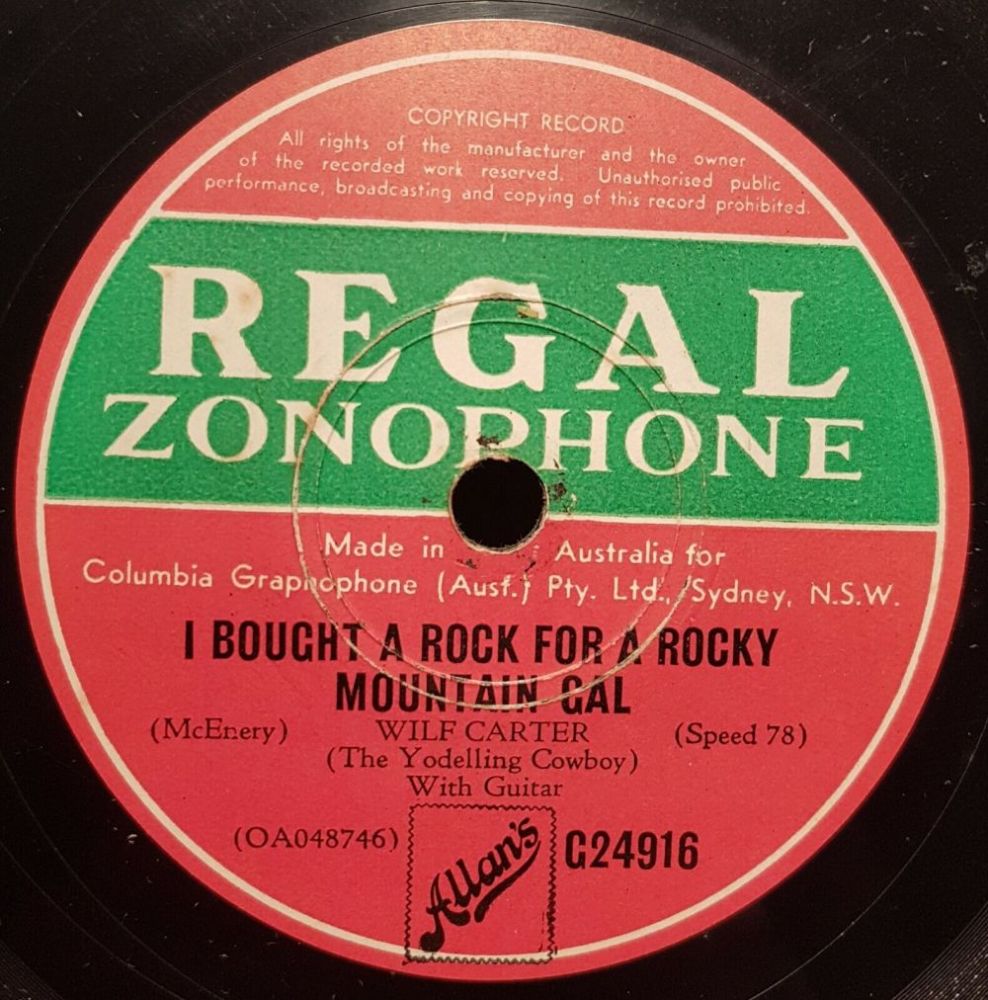 COPYRIGHT RECORD
All rights of the manufacturer and the owner
of the recorded work reserved. Unauthorised public
performance, broadcasting and copying of this record prohibited.
REGAL
ZONOPHONE
Made in Australia for
Columbia Graphophone (Aust.) Pty. Ltd., Sydney, N.S.W.
I BOUGHT A ROCK FOR A ROCKY
MOUNTAIN GAL
(McEnery) WILF CARTER (Speed 78)
(The Yodelling Cowboy)
With Guitar
(OA048746) Allan's G24916